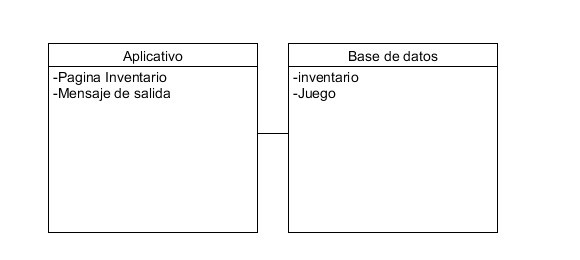 Aplicativo
-Pagina Inventario
-Mensaje de salida
Base de datos
-inventario
-Juego